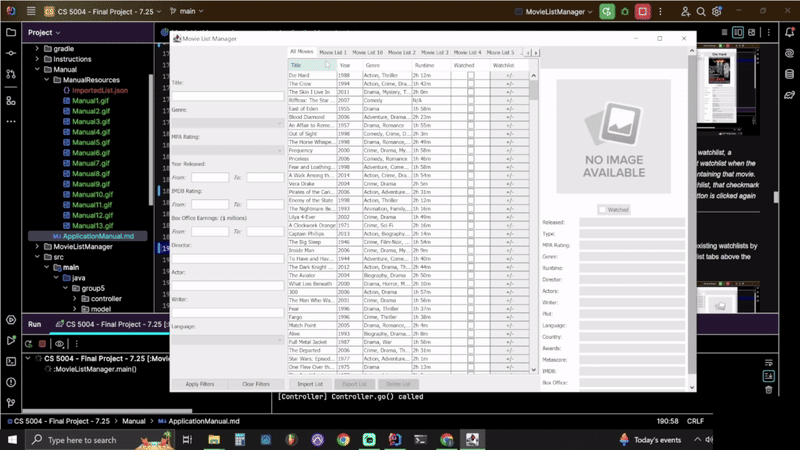 CS 5004 - Final Project - 7.25
main
MovieListManager
Project
gradle
Instructions
Manual
ManualResources
ImportedList.json
Manual1.gif
Manual2.gif
Manual3.gif
Manual4.gif
Manual5.gif
Manual6.gif
Manual7.gif
Manual8.gif
Manual9.gif
Manual10.gif
Manual11.gif
Manual12.gif
Manual13.gif
ApplicationManual.md
MovieListManager
src
main
java
group5
controller
model
Movie List Manager
All Movies Movie List 1 Movie List 10 Movie List 2 Movie List 3 Movie List 4 Movie List 5
Title Year Genre Runtime Watched Watchlist
Die Hard 1988 Action, Thriller 2h 12m +/-
The Crow 1994 Action, Crime, Dra... 1h 42m +/-
The Skin I Live In 2011 Drama, Mystery, T... 2h 0m +/-
Rifftrax: The Star ... 2007 Comedy N/A +/-
East of Eden 1955 Drama 1h 58m +/-
Blood Diamond 2006 Adventure, Drama... 2h 23m +/-
An Affair to Reme... 1957 Drama, Romance 1h 55m +/-
Out of Sight 1998 Comedy, Crime, D... 2h 3m +/-
The Horse Whispe... 1998 Drama, Romance,... 2h 49m +/-
Frequency 2000 Crime, Drama, My... 1h 58m +/-
Priceless 2006 Comedy, Romance 1h 46m +/-
Fear and Loathing... 1998 Adventure, Come... 1h 58m +/-
A Walk Among th... 2014 Action, Crime, Dra... 1h 54m +/-
Vera Drake 2004 Crime, Drama 2h 5m +/-
Pirates of the Cari... 2006 Action, Adventure... 2h 31m +/-
Enemy of the State 1998 Action, Thriller 2h 12m +/-
The Nightmare Be... 1993 Animation, Family... 1h 16m +/-
Lilya 4-Ever 2002 Crime, Drama 1h 49m +/-
A Clockwork Orange 1971 Crime, Sci-Fi 2h 16m +/-
Captain Phillips 2013 Action, Biography,... 2h 14m +/-
The Big Sleep 1946 Crime, Film-Noir,... 1h 54m +/-
Inside Man 2006 Crime, Drama, My... 2h 9m +/-
To Have and Hav... 1944 Adventure, Come... 1h 40m +/-
The Dark Knight 2008 Action, Crime, Dra... 2h 32m +/-
The Aviator 2004 Biography, Drama 2h 50m +/-
What Lies Beneath 2000 Drama, Horror, M... 2h 10m +/-
300 2006 Action, Drama 1h 57m +/-
The Man Who Wa... 2001 Crime, Drama 1h 56m +/-
Fear 1996 Drama, Thriller 1h 37m +/-
Fargo 1996 Crime, Thriller 1h 38m +/-
Match Point 2005 Drama, Romance,... 2h 4m +/-
Alive 1993 Biography, Drama... 2h 0m +/-
Full Metal Jacket 1987 Drama, War 1h 56m +/-
The Departed 2006 Crime, Drama, Th... 2h 31m +/-
Star Wars: Episod... 1977 Action, Adventure... 2h 1m +/-
One Flew Over th... 1975 Drama 2h 13m +/-
Title:
Genre:
MPA Rating:
Year Released:
From: To:
IMDB Rating:
From: To:
Box Office Earnings: ($ millions)
From: To:
Director:
Actor:
Writer:
Language:
Apply Filters Clear Filters Import List Export List Delete List
NO IMAGE
AVAILABLE
Watched
Released:
Type:
MPA Rating:
Genre:
Runtime:
Director:
Actors:
Writer:
Plot:
Language:
Country:
Awards:
Metascore:
IMDB:
Box Office:
watchlist, a
watchlist when the
ntaining that movie.
hlist, that checkmark
tton is clicked again
existing watchlists by
list tabs above the
Run CS 5004 - Final Project - 7.25
CS 5004 - Final Project - 7.25 [:Movie
:MovieListManager.main()
[Controller] Controller.go() called
CS 5004 - Final Project - 7.25 Manual ApplicationManual.md 190:58 CRLF
Type here to search
Today's events